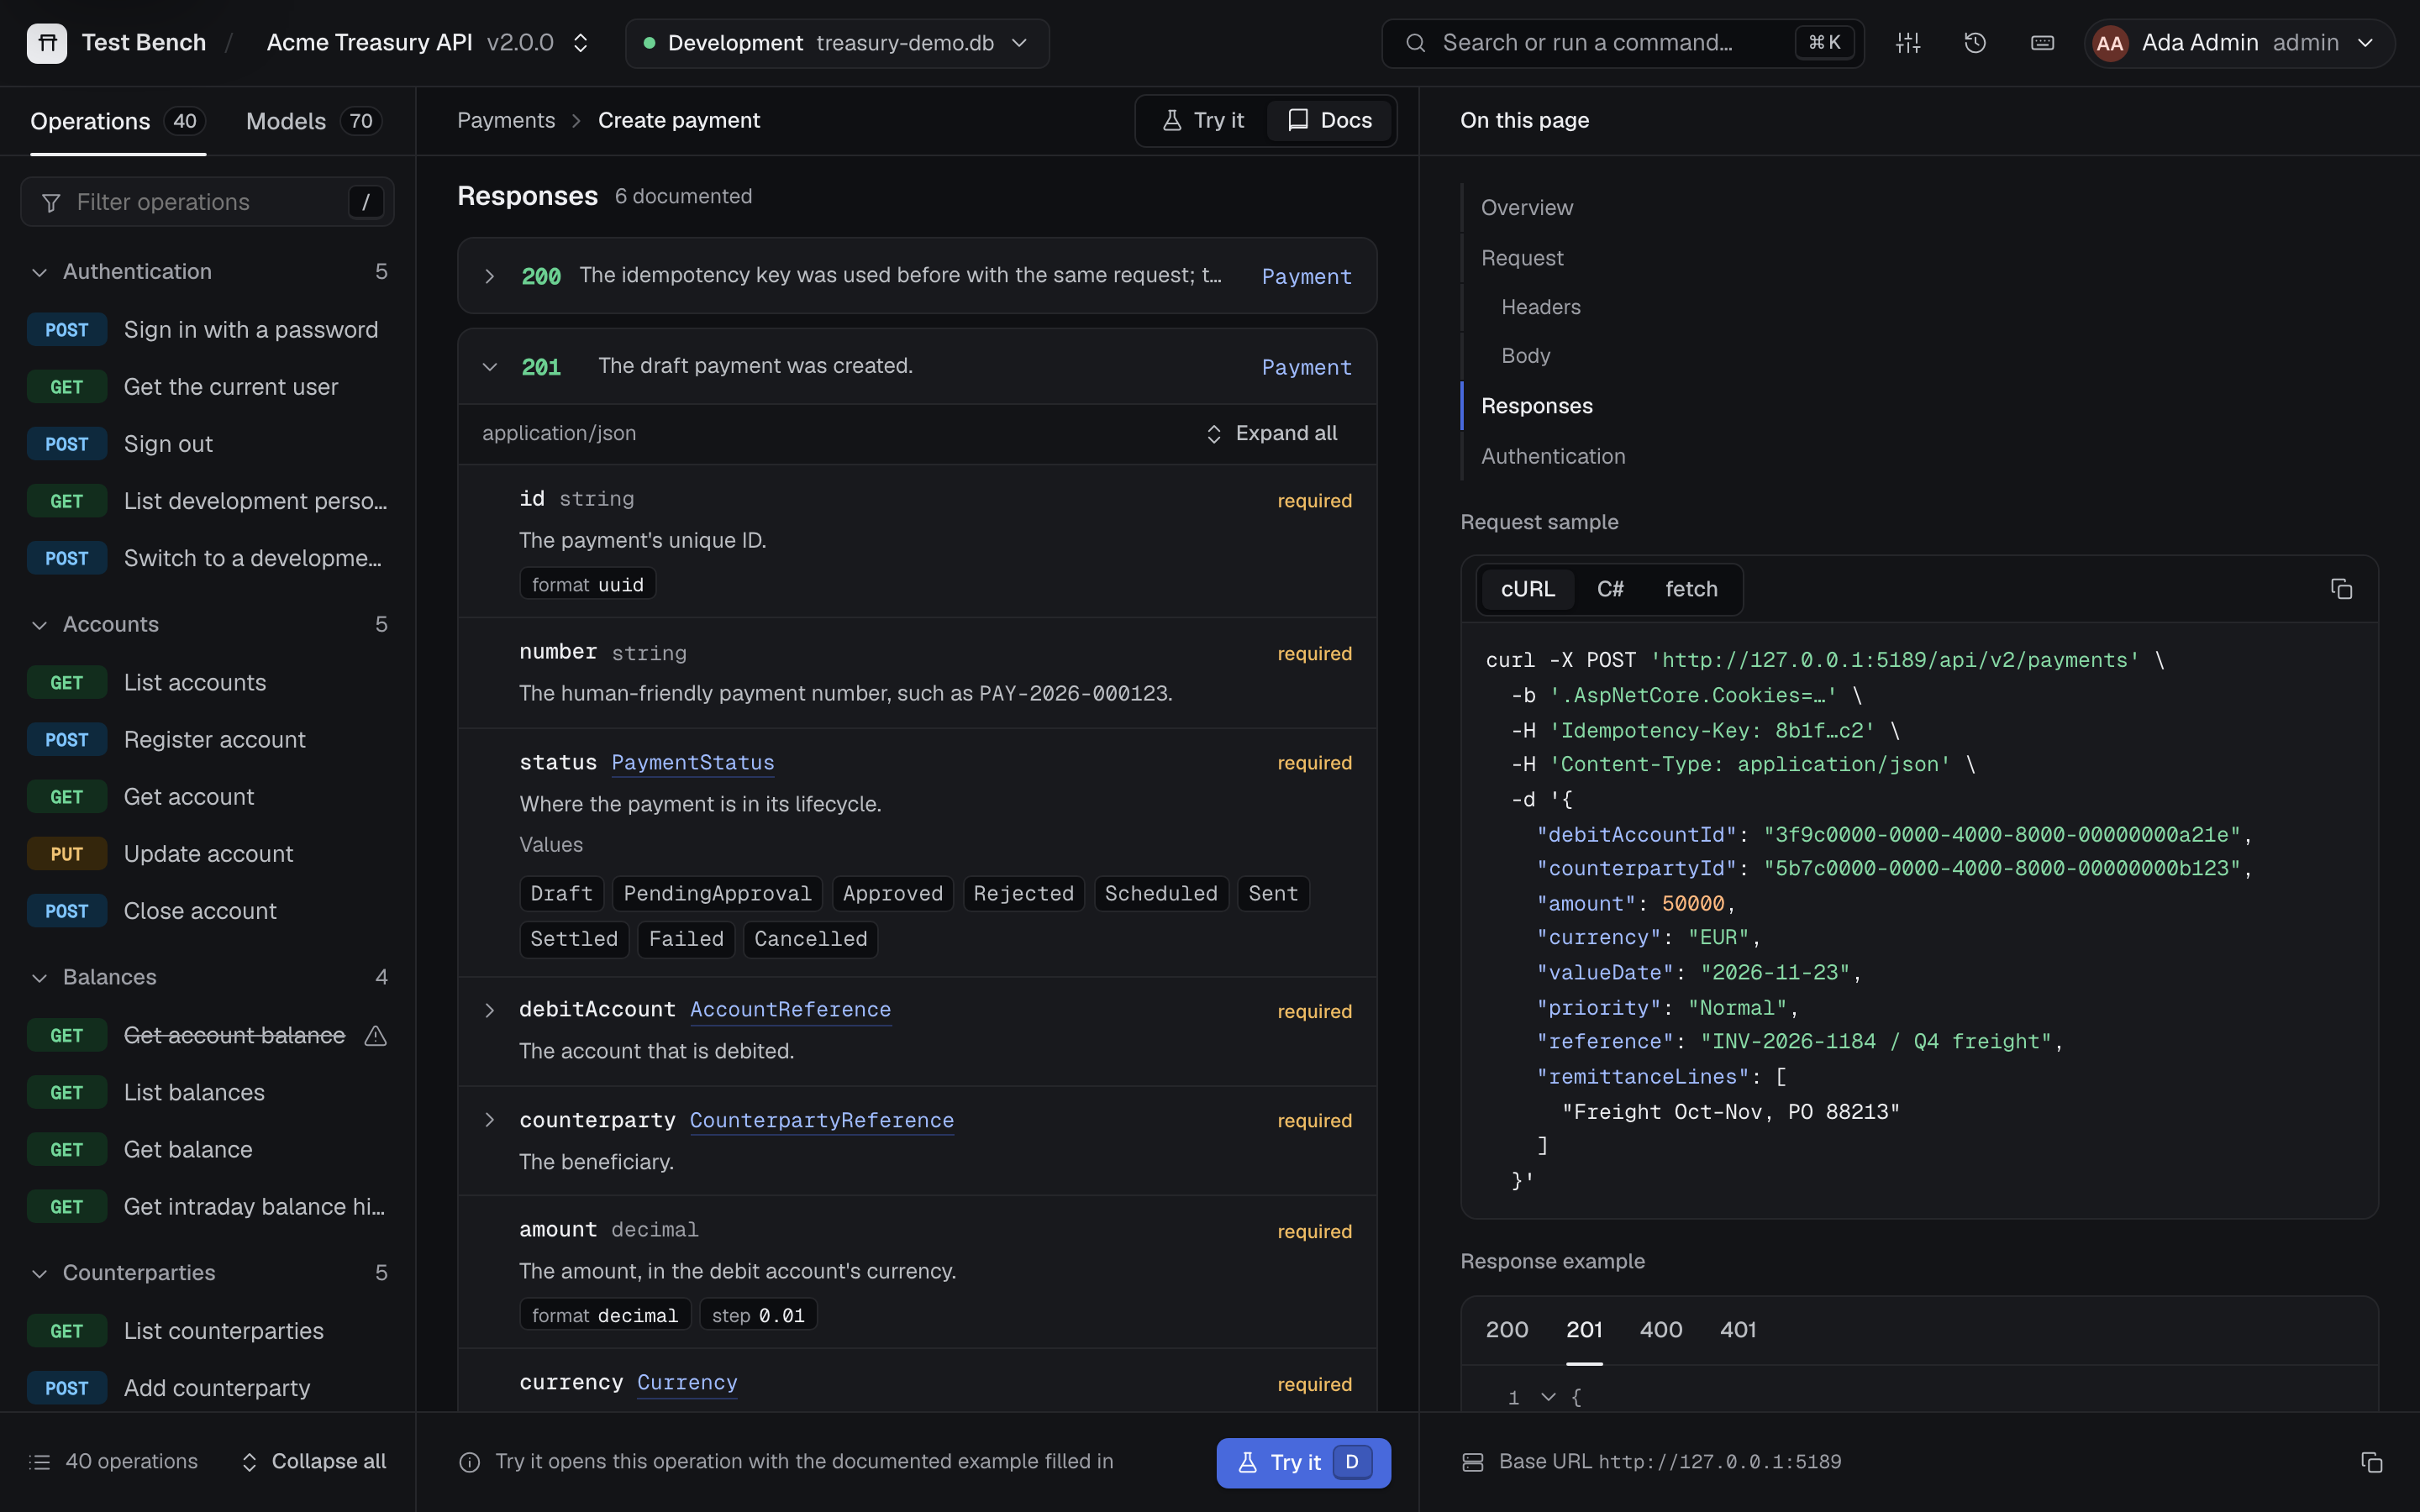 Test Bench / Acme Treasury API v2.0.0
Development treasury-demo.db
Search or run a command... ⌘K
AA Ada Admin admin
Operations 40 Models 70
Filter operations /
Authentication 5
POST Sign in with a password
GET Get the current user
POST Sign out
GET List development perso...
POST Switch to a developme...
Accounts 5
GET List accounts
POST Register account
GET Get account
PUT Update account
POST Close account
Balances 4
GET Get account balance
GET List balances
GET Get balance
GET Get intraday balance hi...
Counterparties 5
GET List counterparties
POST Add counterparty
40 operations Collapse all
Payments > Create payment
Try it Docs
Responses 6 documented
200 The idempotency key was used before with the same request; t... Payment
201 The draft payment was created. Payment
application/json Expand all
id string required
The payment's unique ID.
format uuid
number string required
The human-friendly payment number, such as PAY-2026-000123.
status PaymentStatus required
Where the payment is in its lifecycle.
Values
Draft PendingApproval Approved Rejected Scheduled Sent
Settled Failed Cancelled
debitAccount AccountReference required
The account that is debited.
counterparty CounterpartyReference required
The beneficiary.
amount decimal required
The amount, in the debit account's currency.
format decimal step 0.01
currency Currency required
Try it opens this operation with the documented example filled in
Try it D
On this page
Overview
Request
Headers
Body
Responses
Authentication
Request sample
cURL C# fetch
curl -X POST 'http://127.0.0.1:5189/api/v2/payments' \
-b '.AspNetCore.Cookies=…' \
-H 'Idempotency-Key: 8b1f…c2' \
-H 'Content-Type: application/json' \
-d '{
"debitAccountId": "3f9c0000-0000-4000-8000-00000000a21e",
"counterpartyId": "5b7c0000-0000-4000-8000-00000000b123",
"amount": 50000,
"currency": "EUR",
"valueDate": "2026-11-23",
"priority": "Normal",
"reference": "INV-2026-1184 / Q4 freight",
"remittanceLines": [
"Freight Oct-Nov, PO 88213"
]
}'
Response example
200 201 400 401
1 {
Base URL http://127.0.0.1:5189